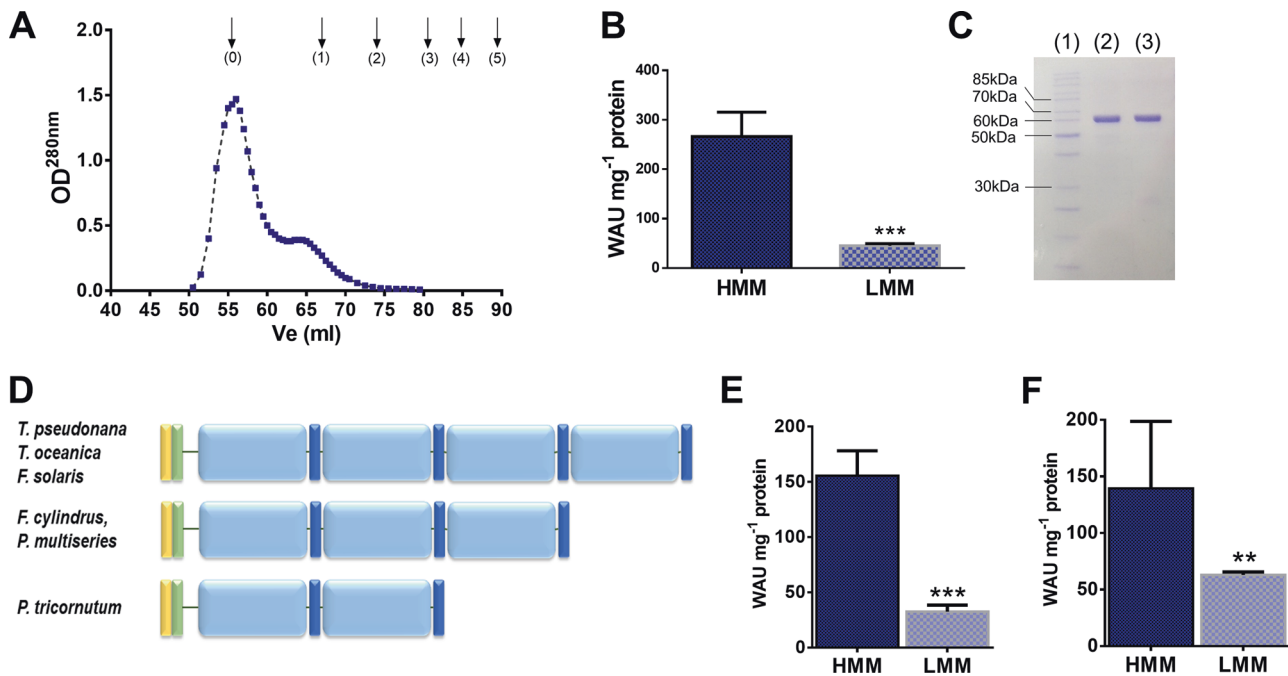 A
OD280nm
2.0
1.5
1.0
0.5
0.0
(0)
(1)
(2)
(3)
(4)
(5)
40 45 50 55 60 65 70 75 80 85 90
Ve (ml)
B
WAU mg-1 protein
400
300
200
100
0
***
HMM LMM
C
(1) (2) (3)
85kDa
70kDa
60kDa
50kDa
30kDa
D
T. pseudonana
T. oceanica
F. solaris
F. cylindrus,
P. multiseries
P. tricornutum
E
WAU mg-1 protein
200
150
100
50
0
***
HMM LMM
F
WAU mg-1 protein
200
150
100
50
0
**
HMM LMM